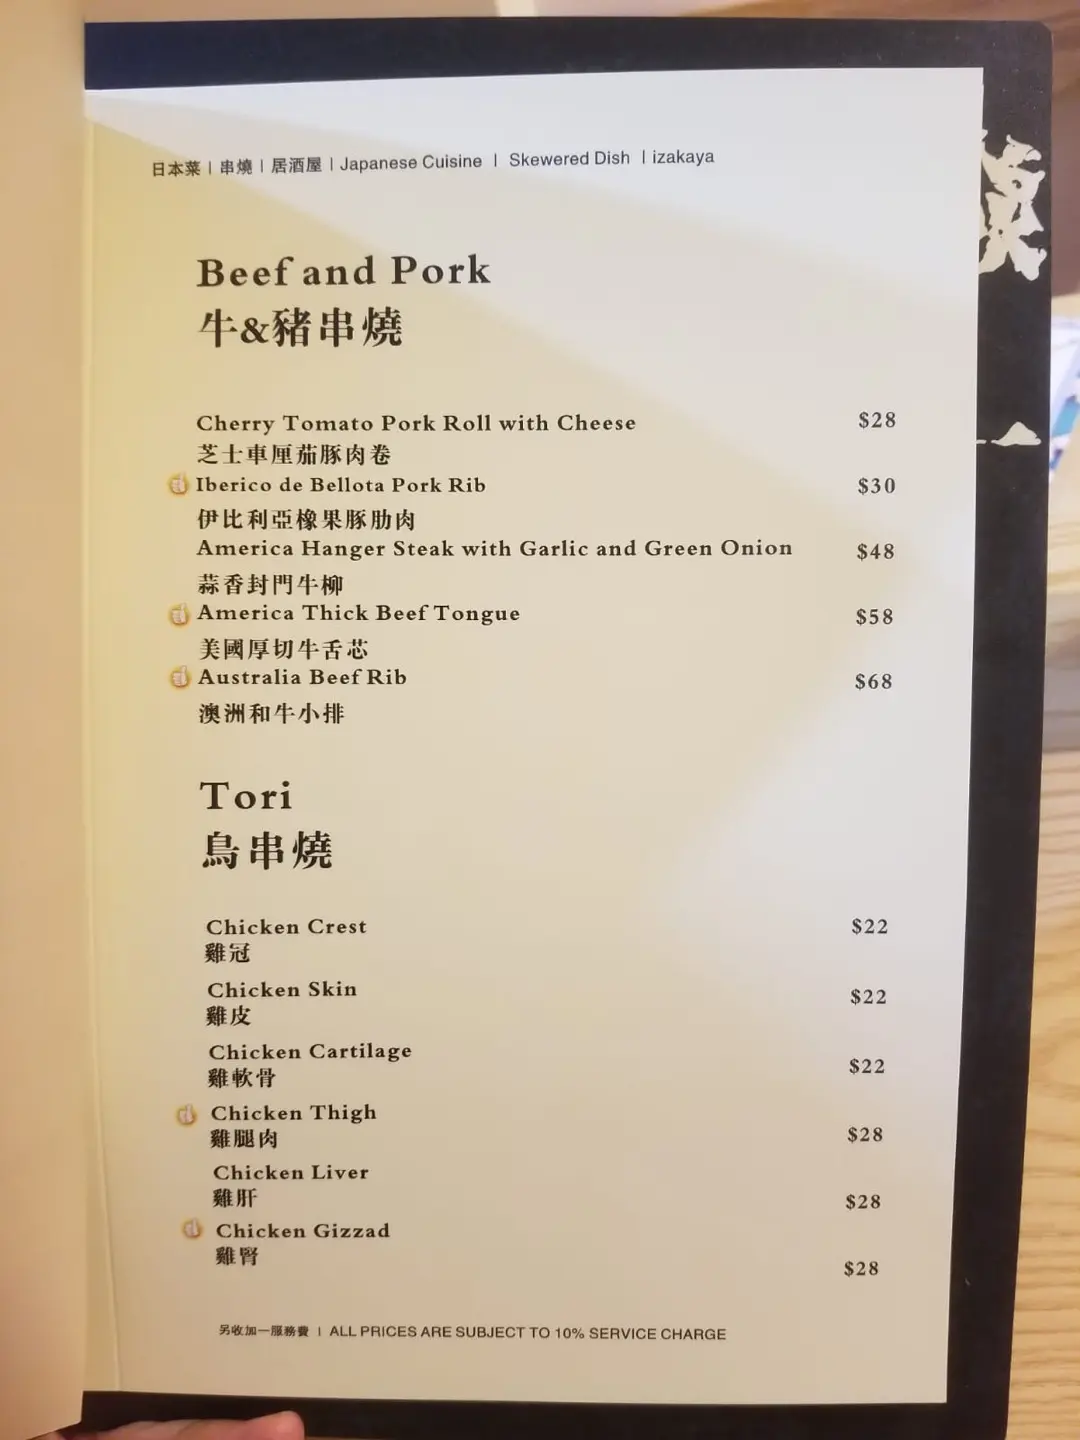 日本菜 | 串燒 | 居酒屋 | Japanese Cuisine | Skewered Dish | izakaya
Beef and Pork
牛&豬串燒
Cherry Tomato Pork Roll with Cheese $28
芝士車厘茄豚肉卷
Iberico de Bellota Pork Rib $30
伊比利亞橡果豚肋肉
America Hanger Steak with Garlic and Green Onion $48
蒜香封門牛柳
America Thick Beef Tongue $58
美國厚切牛舌芯
Australia Beef Rib $68
澳洲和牛小排
Tori
鳥串燒
Chicken Crest $22
雞冠
Chicken Skin $22
雞皮
Chicken Cartilage $22
雞軟骨
Chicken Thigh $28
雞腿肉
Chicken Liver $28
雞肝
Chicken Gizzad $28
雞腎
另收加一服務費 | ALL PRICES ARE SUBJECT TO 10% SERVICE CHARGE